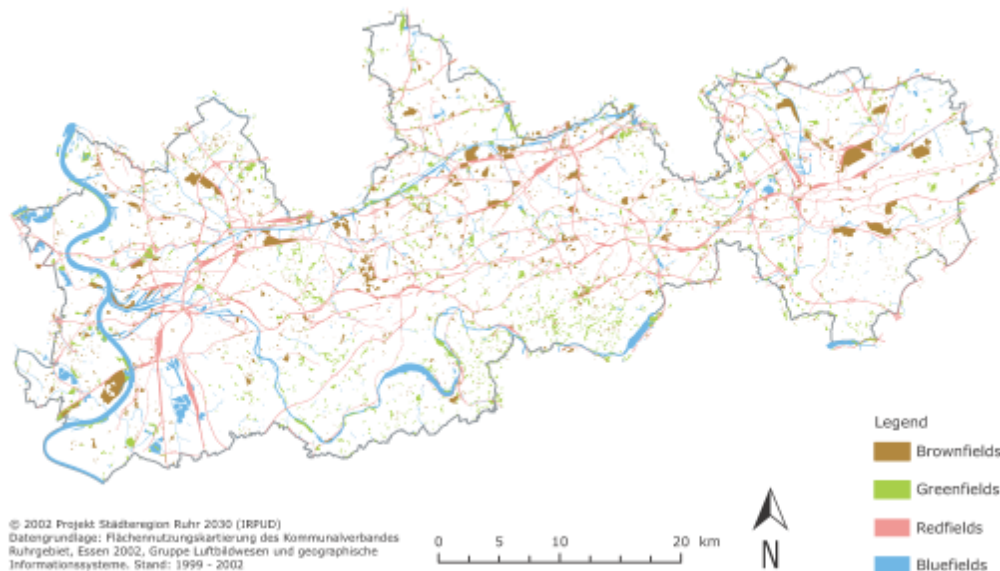 Legend
Brownfields
Greenfields
Redfields
Bluefields
© 2002 Projekt Städteregion Ruhr 2030 (IRPUD)
Datengrundlage: Flächennutzungskartierung des Kommunalverbandes
Ruhrgebiet, Essen 2002, Gruppe Luftbildwesen und geographische
Informationssysteme. Stand: 1999 - 2002
0 5 10 20 km
N